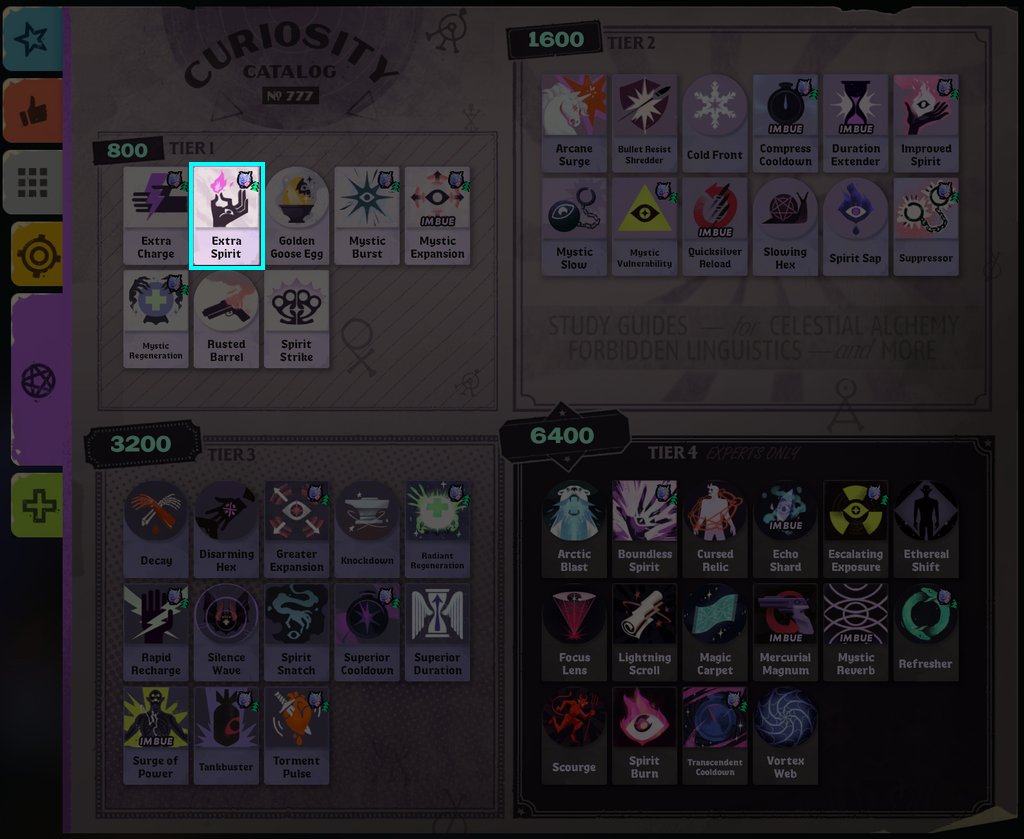 CURIOSITY
CATALOG
Nº 777
800 TIER 1
Extra Charge
Extra Spirit
Golden Goose Egg
Mystic Burst
IMBUE
Mystic Expansion
Mystic Regeneration
Rusted Barrel
Spirit Strike
1600 TIER 2
Arcane Surge
Bullet Resist Shredder
Cold Front
IMBUE
Compress Cooldown
IMBUE
Duration Extender
Improved Spirit
Mystic Slow
Mystic Vulnerability
IMBUE
Quicksilver Reload
Slowing Hex
Spirit Sap
Suppressor
STUDY GUIDES — for CELESTIAL ALCHEMY
FORBIDDEN LINGUISTICS — and MORE
3200 TIER 3
Decay
Disarming Hex
Greater Expansion
Knockdown
Radiant Regeneration
Rapid Recharge
Silence Wave
Spirit Snatch
Superior Cooldown
Superior Duration
IMBUE
Surge of Power
Tankbuster
Torment Pulse
6400 TIER 4 EXPERTS ONLY
Arctic Blast
Boundless Spirit
Cursed Relic
IMBUE
Echo Shard
Escalating Exposure
Ethereal Shift
Focus Lens
Lightning Scroll
Magic Carpet
IMBUE
Mercurial Magnum
IMBUE
Mystic Reverb
Refresher
Scourge
Spirit Burn
Transcendent Cooldown
Vortex Web